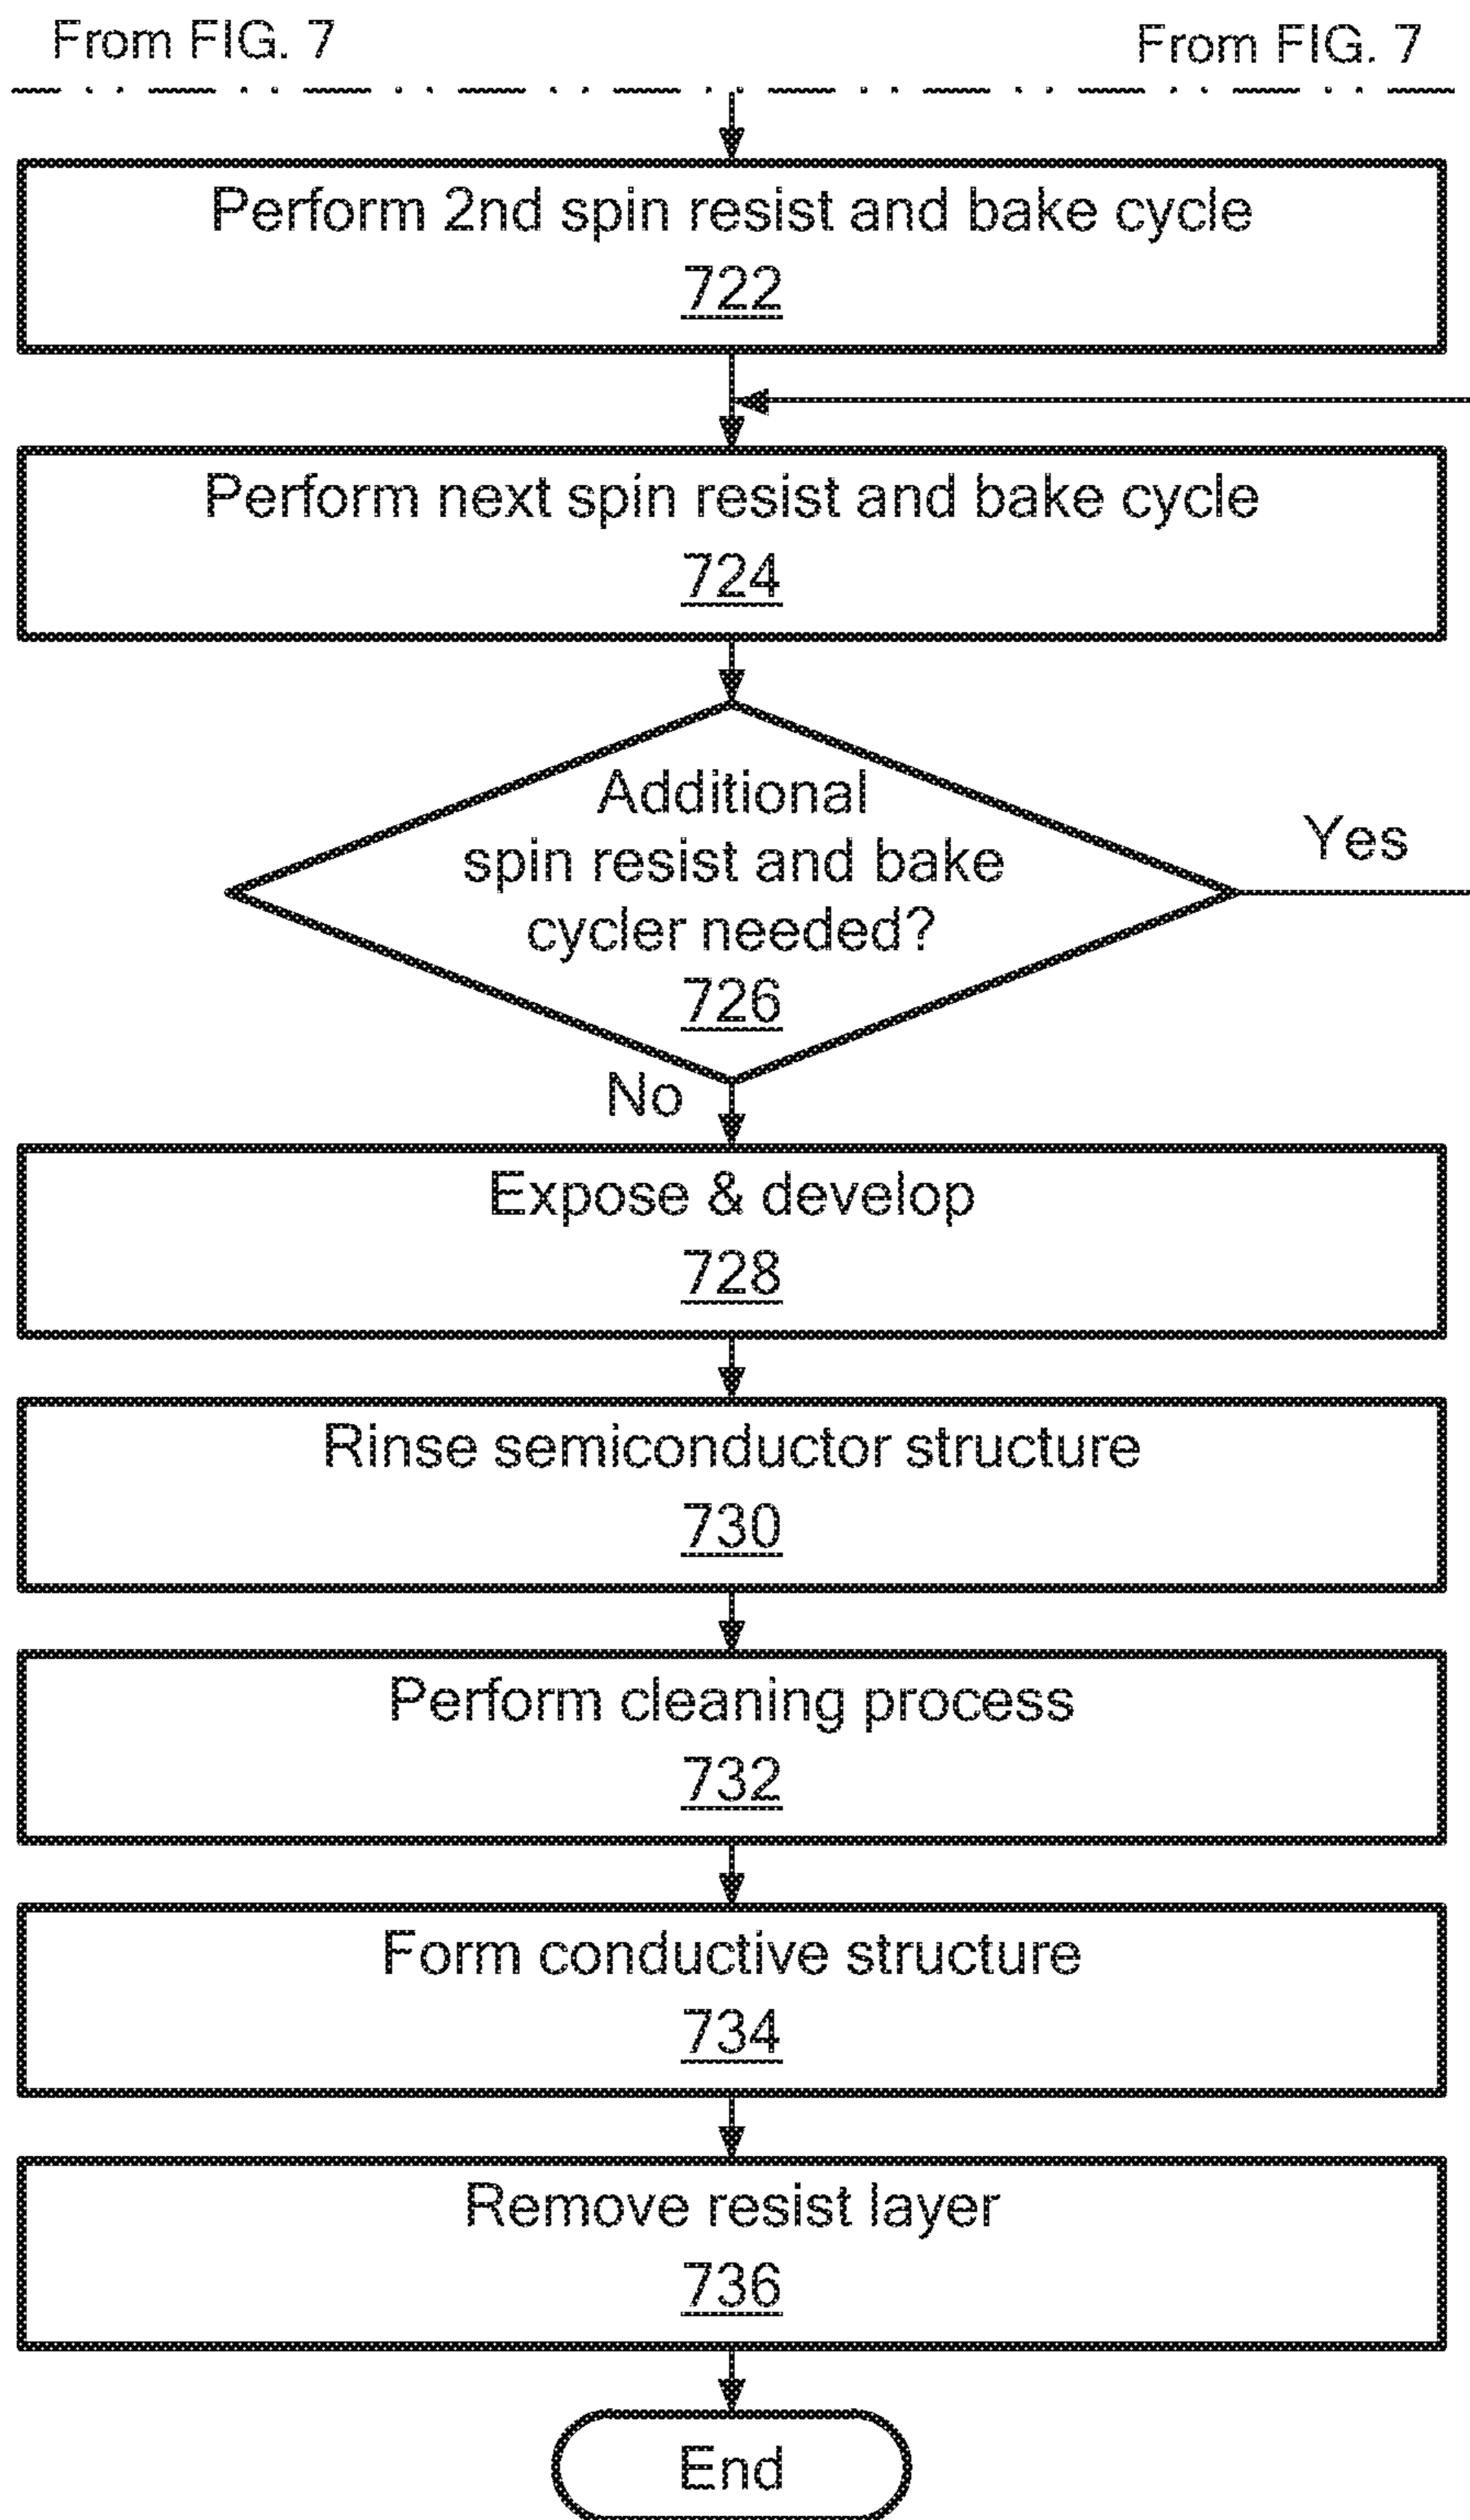 From FIG. 7
From FIG. 7
Perform 2nd spin resist and bake cycle
722
Perform next spin resist and bake cycle
724
Additional
spin resist and bake
cycler needed?
726
Yes
No
Expose & develop
728
Rinse semiconductor structure
730
Perform cleaning process
732
Form conductive structure
734
Remove resist layer
736
End